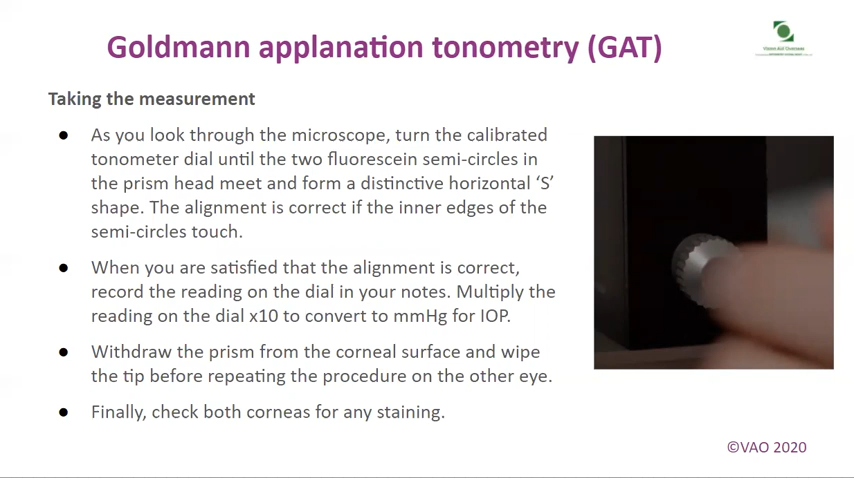 Goldmann applanation tonometry (GAT)
Vision Aid Overseas
Taking the measurement
● As you look through the microscope, turn the calibrated
tonometer dial until the two fluorescein semi-circles in
the prism head meet and form a distinctive horizontal ‘S’
shape. The alignment is correct if the inner edges of the
semi-circles touch.
● When you are satisfied that the alignment is correct,
record the reading on the dial in your notes. Multiply the
reading on the dial x10 to convert to mmHg for IOP.
● Withdraw the prism from the corneal surface and wipe
the tip before repeating the procedure on the other eye.
● Finally, check both corneas for any staining.
©VAO 2020